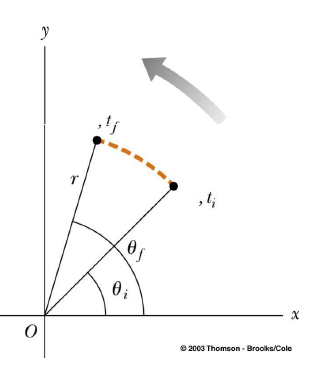 y
, t_f
r
, t_i
θ_f
θ_i
x
O
© 2003 Thomson - Brooks/Cole